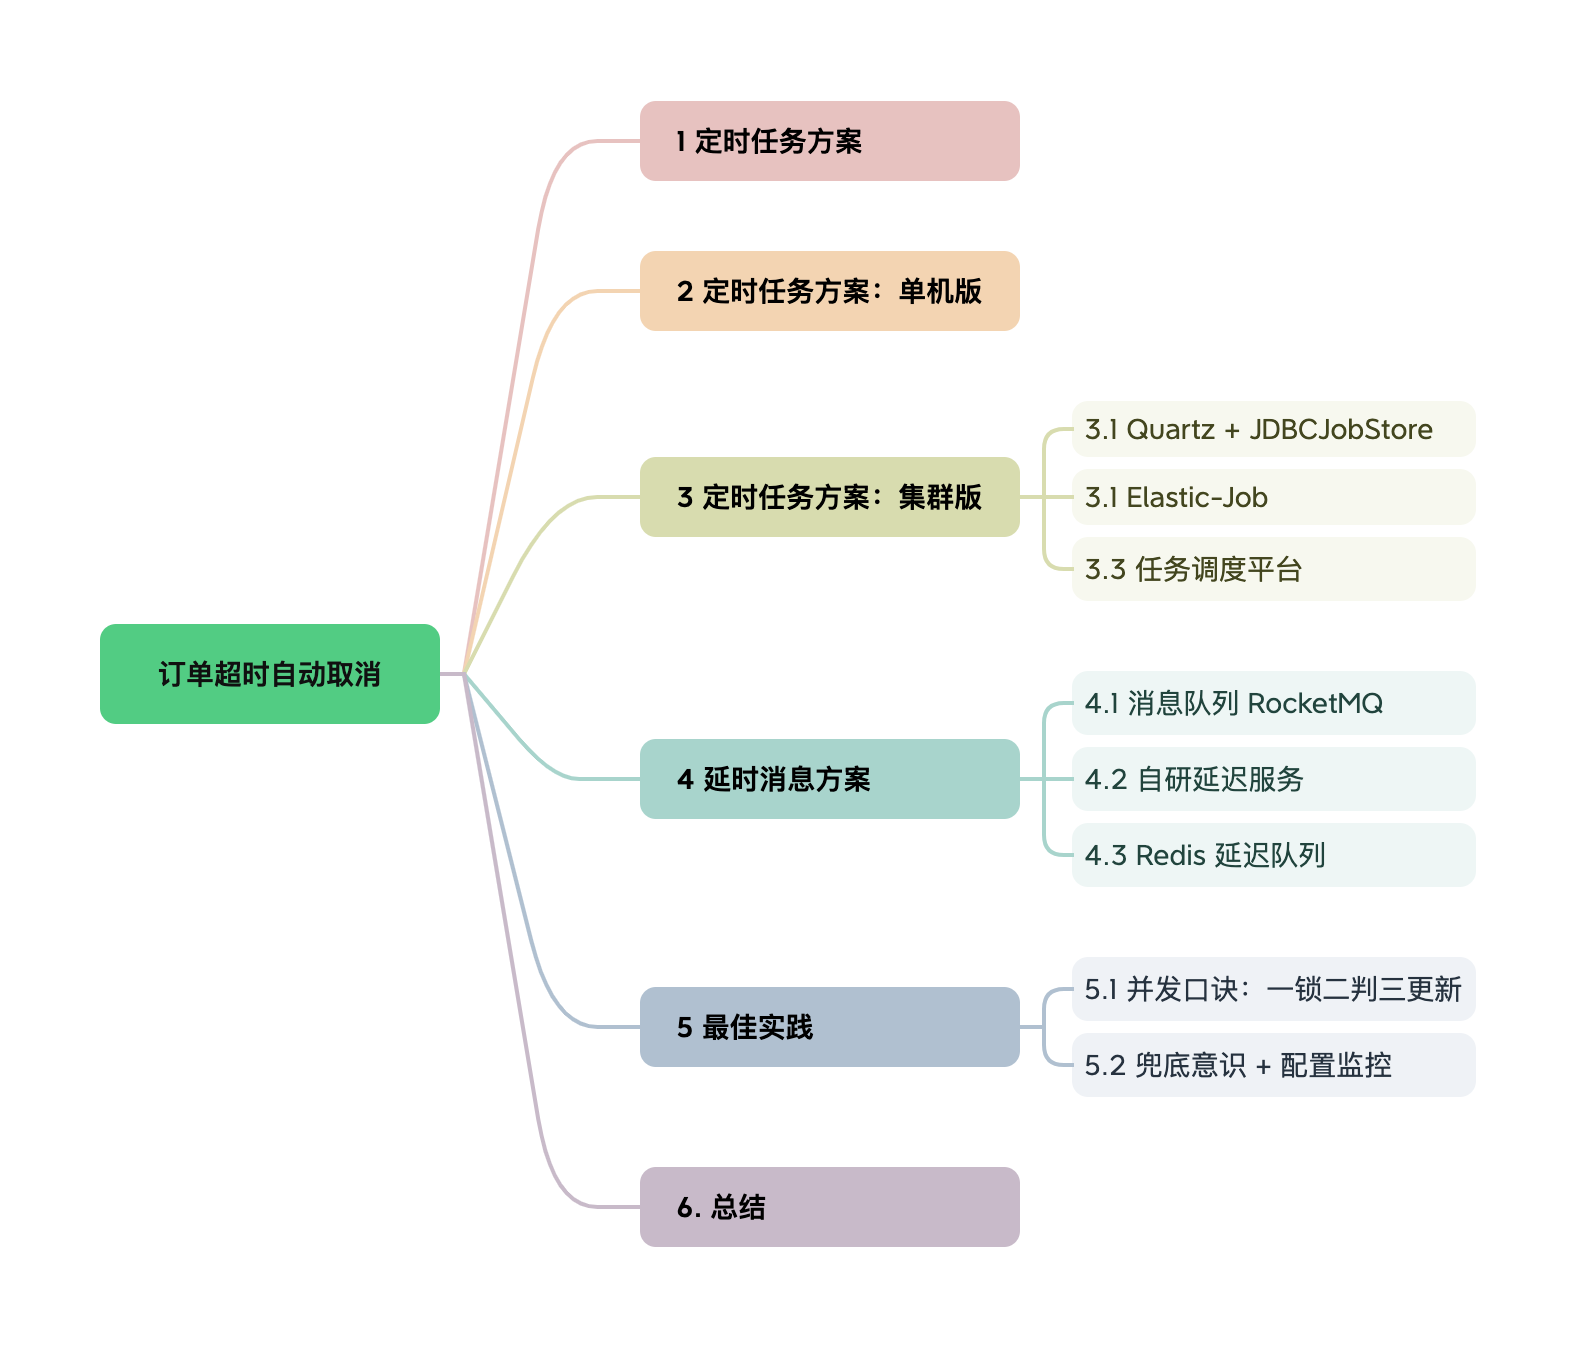 1 定时任务方案
2 定时任务方案：单机版
3 定时任务方案：集群版
3.1 Quartz + JDBCJobStore
3.1 Elastic-Job
3.3 任务调度平台
订单超时自动取消
4 延时消息方案
4.1 消息队列 RocketMQ
4.2 自研延迟服务
4.3 Redis 延迟队列
5 最佳实践
5.1 并发口诀：一锁二判三更新
5.2 兜底意识 + 配置监控
6. 总结